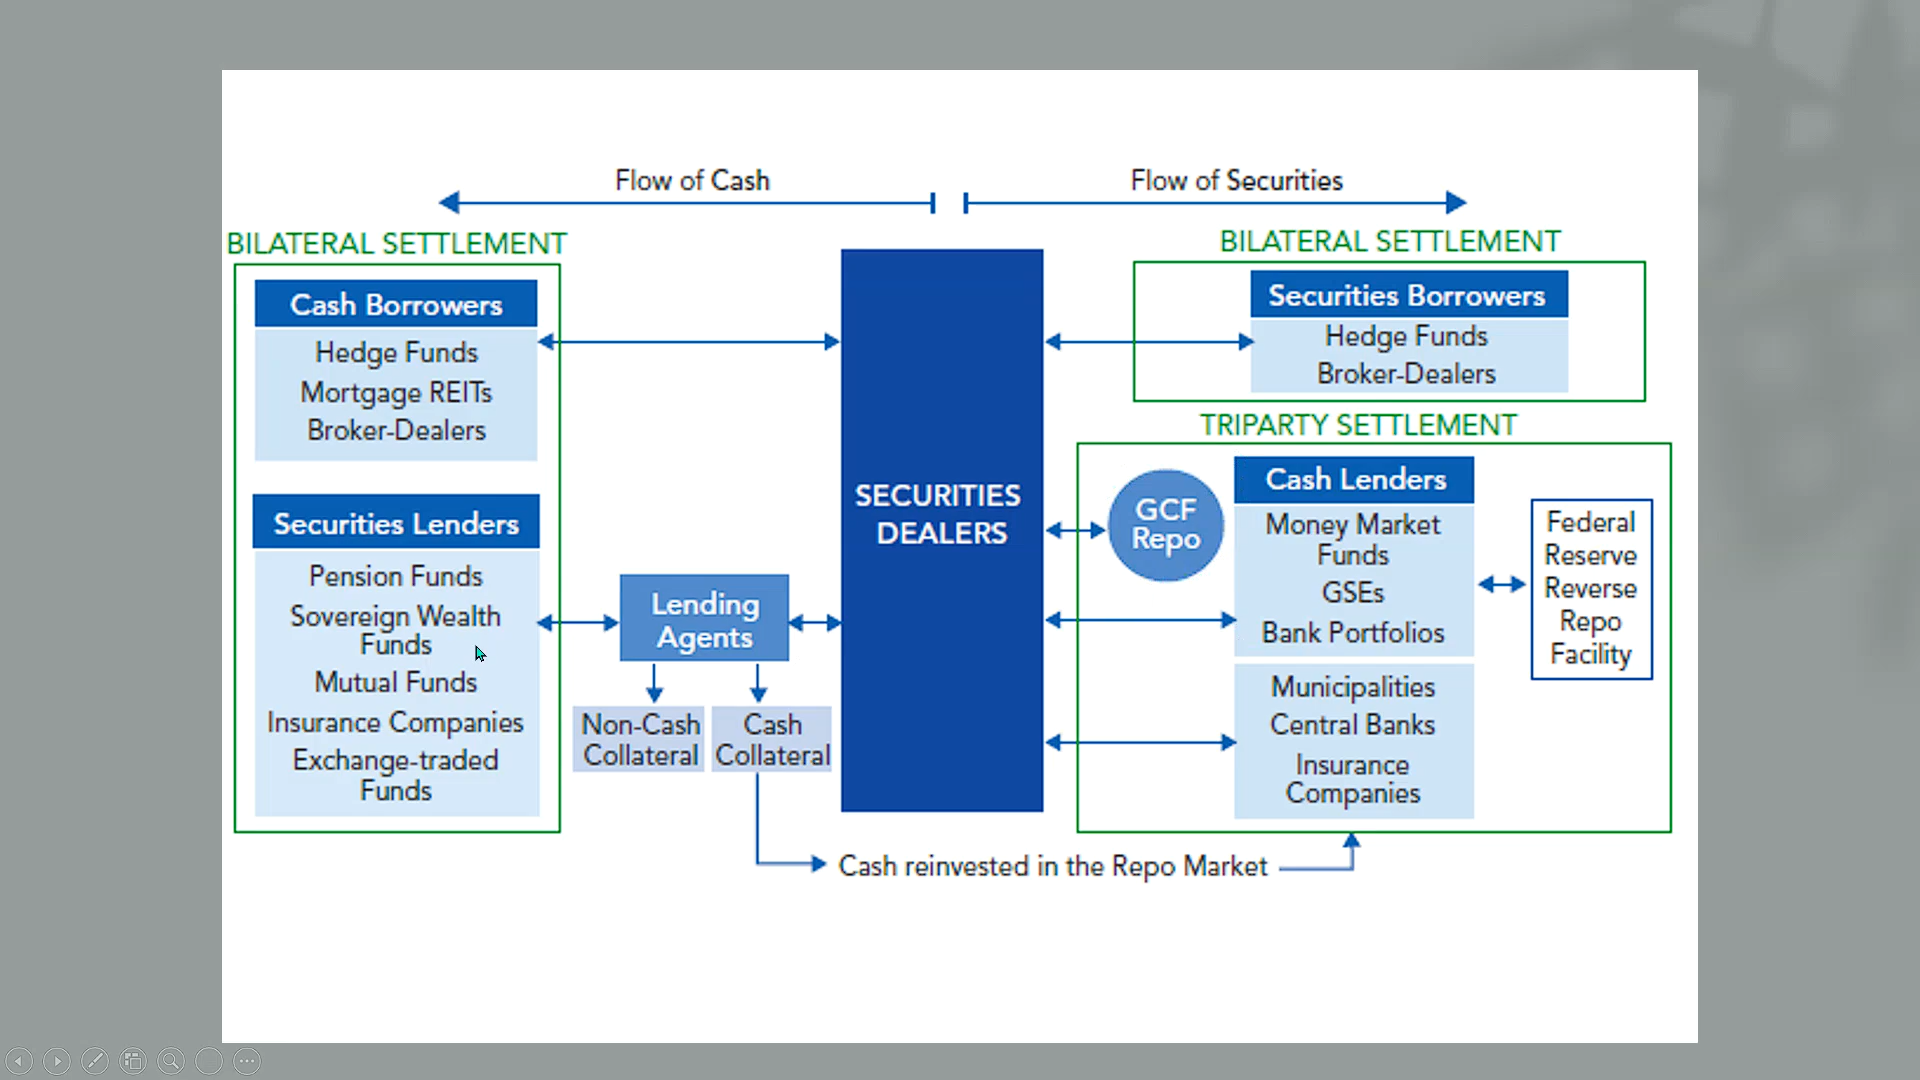 Flow of Cash
Flow of Securities
BILATERAL SETTLEMENT
Cash Borrowers
Hedge Funds
Mortgage REITs
Broker-Dealers
Securities Lenders
Pension Funds
Sovereign Wealth
Funds
Mutual Funds
Insurance Companies
Exchange-traded
Funds
Lending
Agents
Non-Cash
Collateral
Cash
Collateral
SECURITIES
DEALERS
BILATERAL SETTLEMENT
Securities Borrowers
Hedge Funds
Broker-Dealers
TRIPARTY SETTLEMENT
GCF
Repo
Cash Lenders
Money Market
Funds
GSEs
Bank Portfolios
Municipalities
Central Banks
Insurance
Companies
Federal
Reserve
Reverse
Repo
Facility
Cash reinvested in the Repo Market